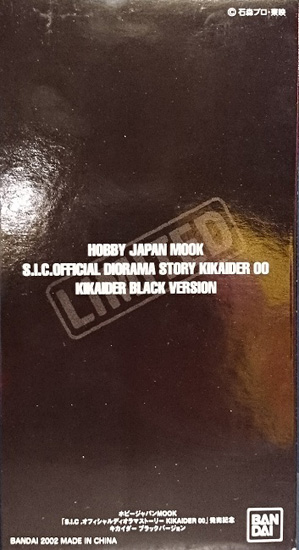 © 石森プロ・東映
LIMITED
HOBBY JAPAN MOOK
S.I.C.OFFICIAL DIORAMA STORY KIKAIDER 00
KIKAIDER BLACK VERSION
ホビージャパンMOOK
「S.I.C .オフィシャルディオラマストーリー KIKAIDER 00」発売記念
キカイダー ブラックバージョン
BANDAI 2002 MADE IN CHINA
BAN
DAI